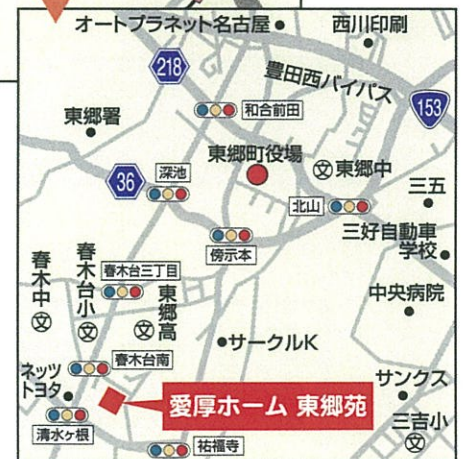 オートプラネット名古屋
西川印刷
218
豊田西バイパス
和合前田
153
東郷署
東郷町役場
文東郷中
36
深池
三五
北山
三好自動車
学校
傍示本
春木中
文
春木台小
文
春木台三丁目
東郷高
文
中央病院
サークルK
春木台南
ネッツ
トヨタ
サンクス
愛厚ホーム 東郷苑
清水ヶ根
三吉小
文
祐福寺